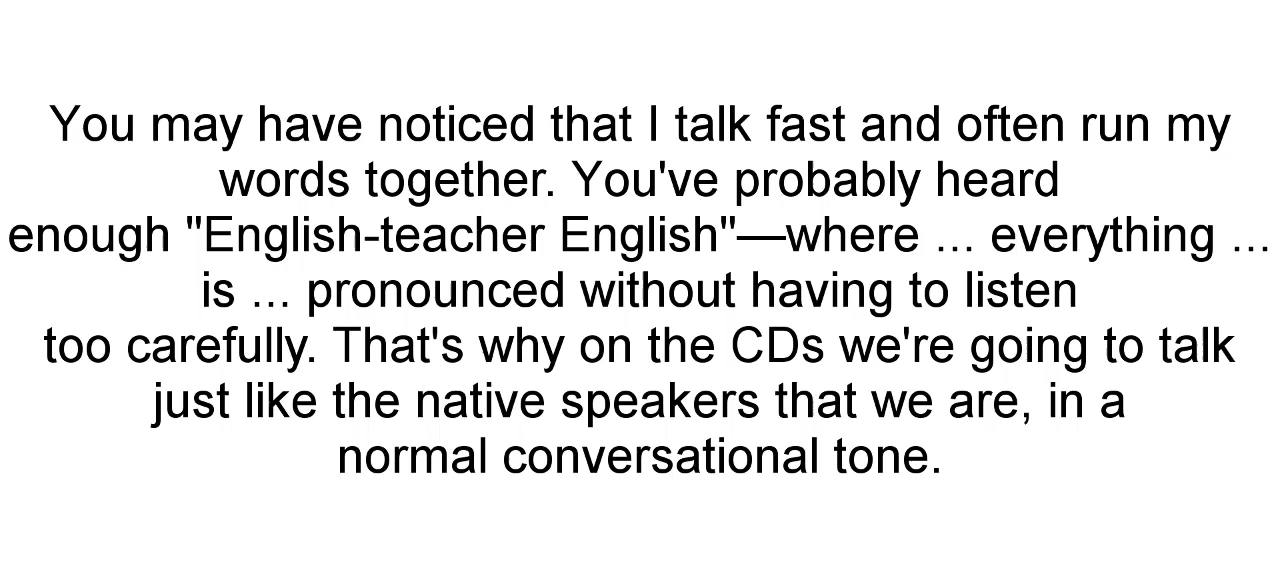 You may have noticed that I talk fast and often run my
words together. You've probably heard
enough "English-teacher English"—where ... everything ...
is ... pronounced without having to listen
too carefully. That's why on the CDs we're going to talk
just like the native speakers that we are, in a
normal conversational tone.